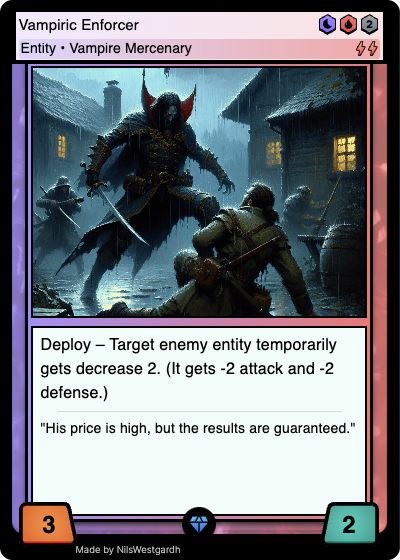 Vampiric Enforcer
2
Entity • Vampire Mercenary
Deploy – Target enemy entity temporarily
gets decrease 2. (It gets -2 attack and -2
defense.)
"His price is high, but the results are guaranteed."
3
2
Made by NilsWestgardh